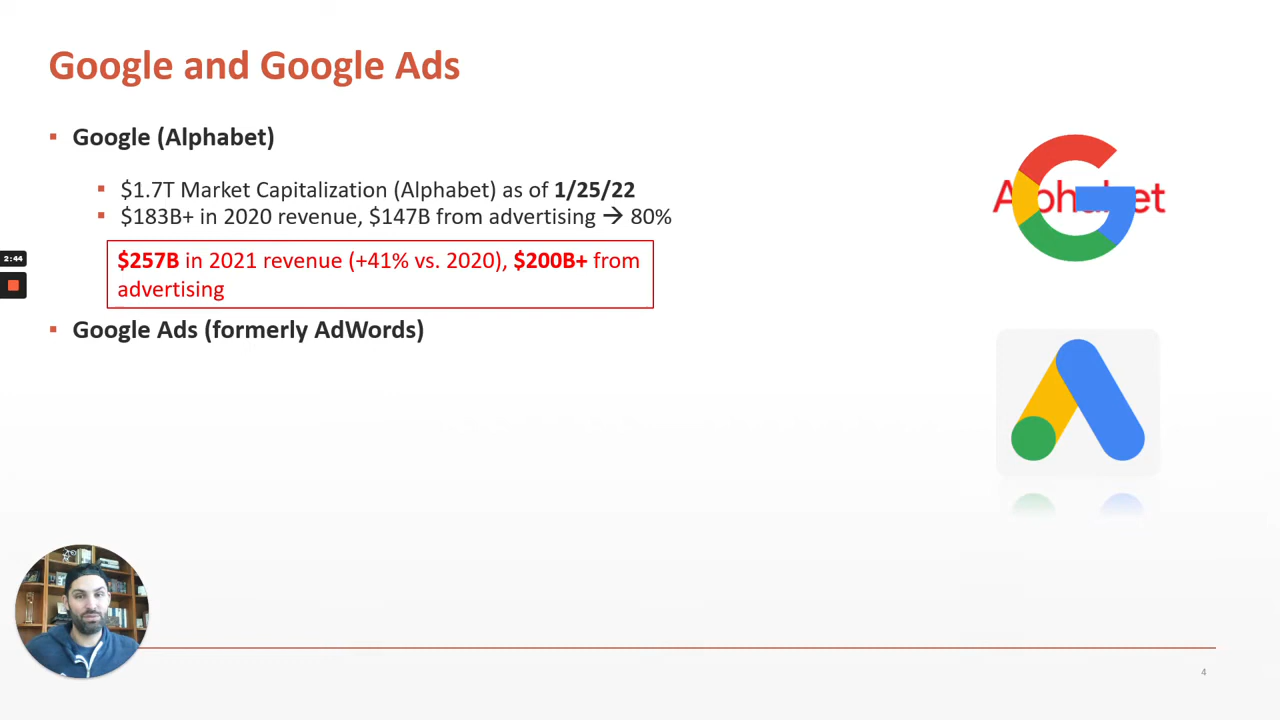 Google and Google Ads
▪ Google (Alphabet)
▪ $1.7T Market Capitalization (Alphabet) as of 1/25/22
▪ $183B+ in 2020 revenue, $147B from advertising → 80%
$257B in 2021 revenue (+41% vs. 2020), $200B+ from
advertising
▪ Google Ads (formerly AdWords)
Alphabet
2:44
4